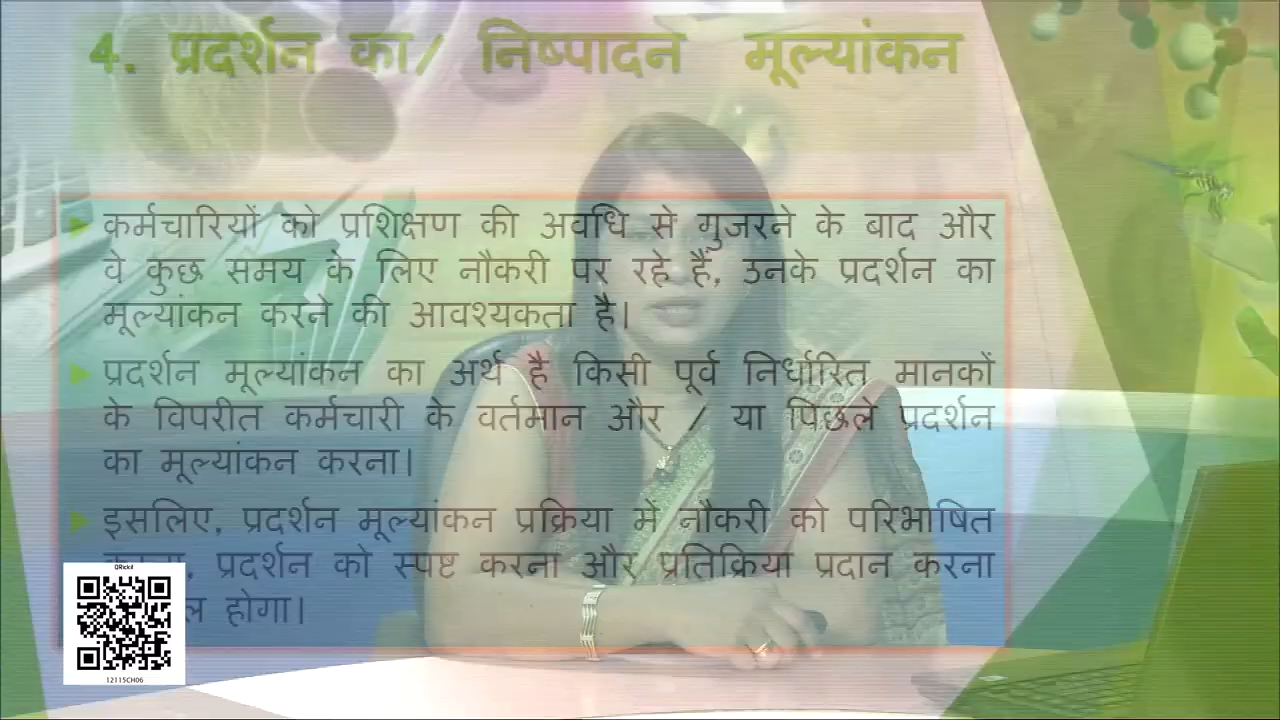 4. प्रदर्शन का/ निष्पादन मूल्यांकन
कर्मचारियों को प्रशिक्षण की अवधि से गुजरने के बाद और
वे कुछ समय के लिए नौकरी पर रहे हैं, उनके प्रदर्शन का
मूल्यांकन करने की आवश्यकता है।
प्रदर्शन मूल्यांकन का अर्थ है किसी पूर्व निर्धारित मानकों
के विपरीत कर्मचारी के वर्तमान और / या पिछले प्रदर्शन
का मूल्यांकन करना।
इसलिए, प्रदर्शन मूल्यांकन प्रक्रिया में नौकरी को परिभाषित
प्रदर्शन को स्पष्ट करना और प्रतिक्रिया प्रदान करना
होगा।
QRickit
12115CH06